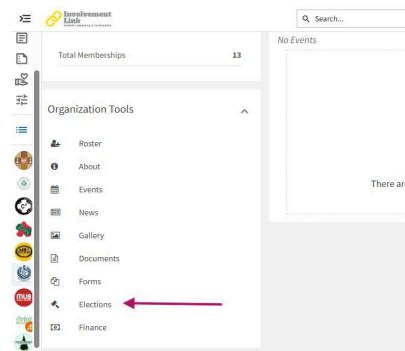 Involvement
Link
Search...
No Events
Total Memberships 13
Organization Tools
Roster
About
Events
There ar
News
Gallery
Documents
Forms
Elections
Finance
MUB